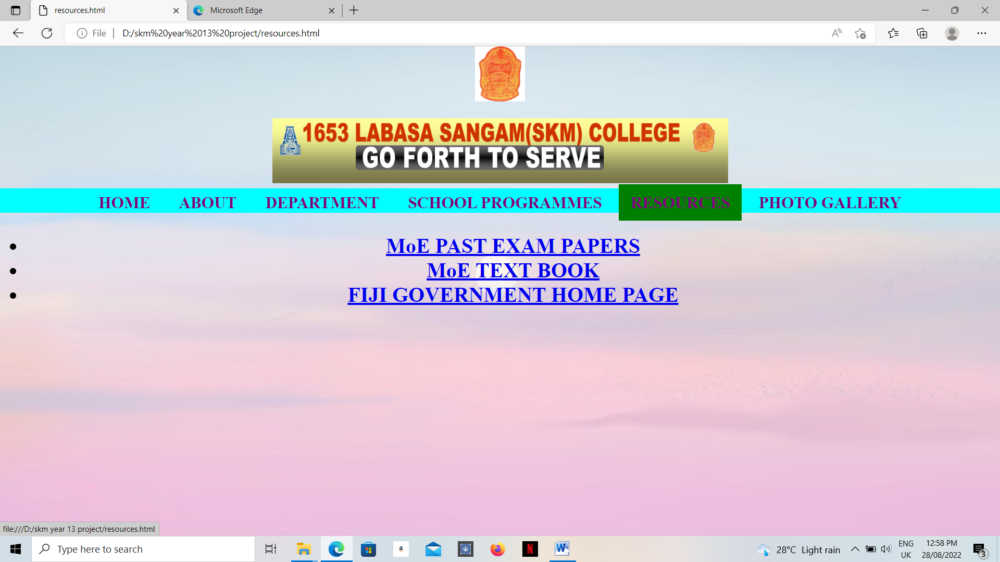 resources.html
Microsoft Edge
File
D:/skm%20year%2013%20project/resources.html
SANGAM
1653 LABASA SANGAM(SKM) COLLEGE
GO FORTH TO SERVE
HOME ABOUT DEPARTMENT SCHOOL PROGRAMMES RESOURCES PHOTO GALLERY
MoE PAST EXAM PAPERS
MoE TEXT BOOK
FIJI GOVERNMENT HOME PAGE
file:///D:/skm year 13 project/resources.html
Type here to search
a
N
W
28°C Light rain
ENG
UK
12:58 PM
28/08/2022
3